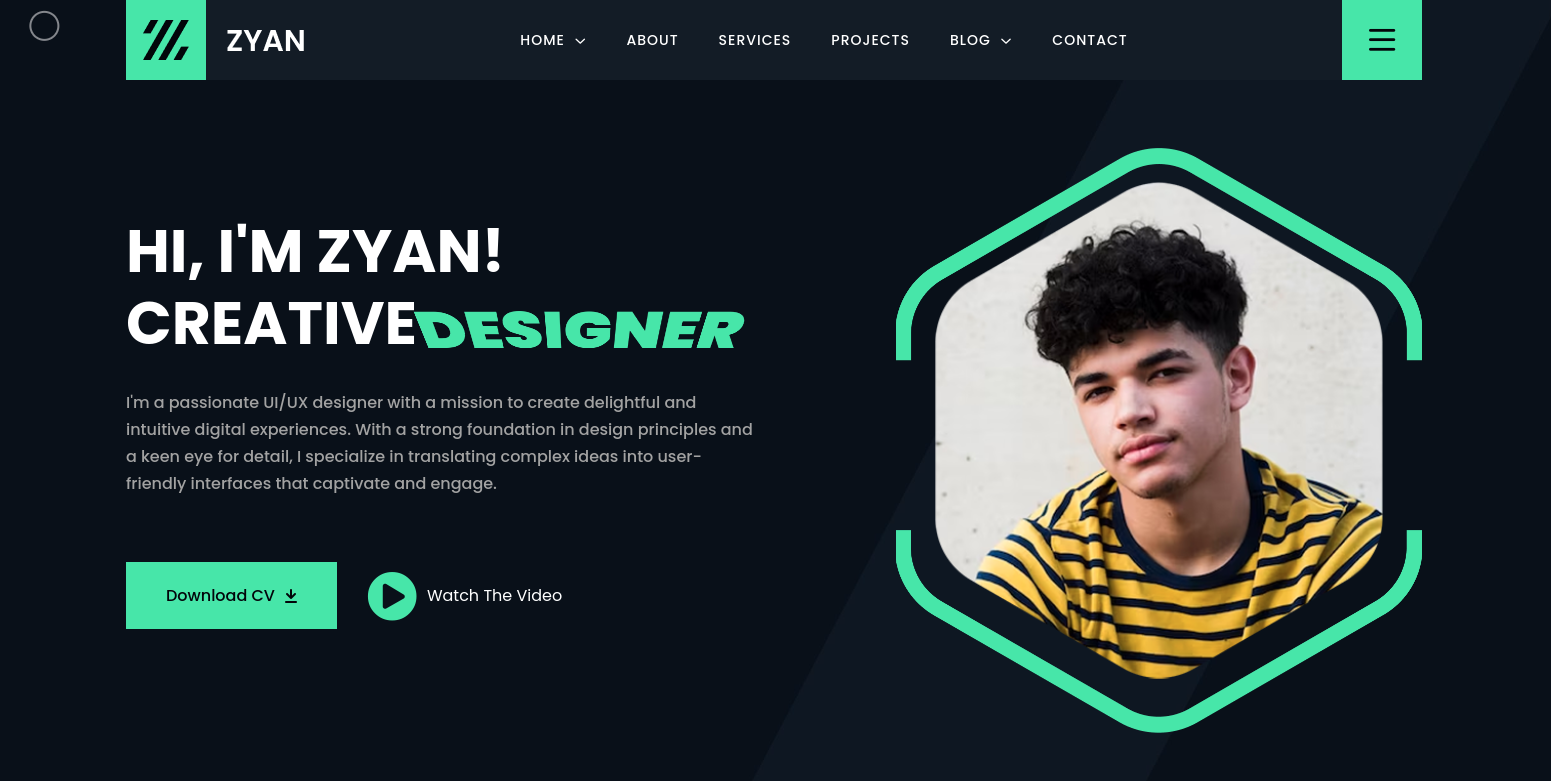 ZYAN
HOME
ABOUT
SERVICES
PROJECTS
BLOG
CONTACT
HI, I'M ZYAN!
CREATIVE DESIGNER
I'm a passionate UI/UX designer with a mission to create delightful and
intuitive digital experiences. With a strong foundation in design principles and
a keen eye for detail, I specialize in translating complex ideas into user-
friendly interfaces that captivate and engage.
Download CV
Watch The Video